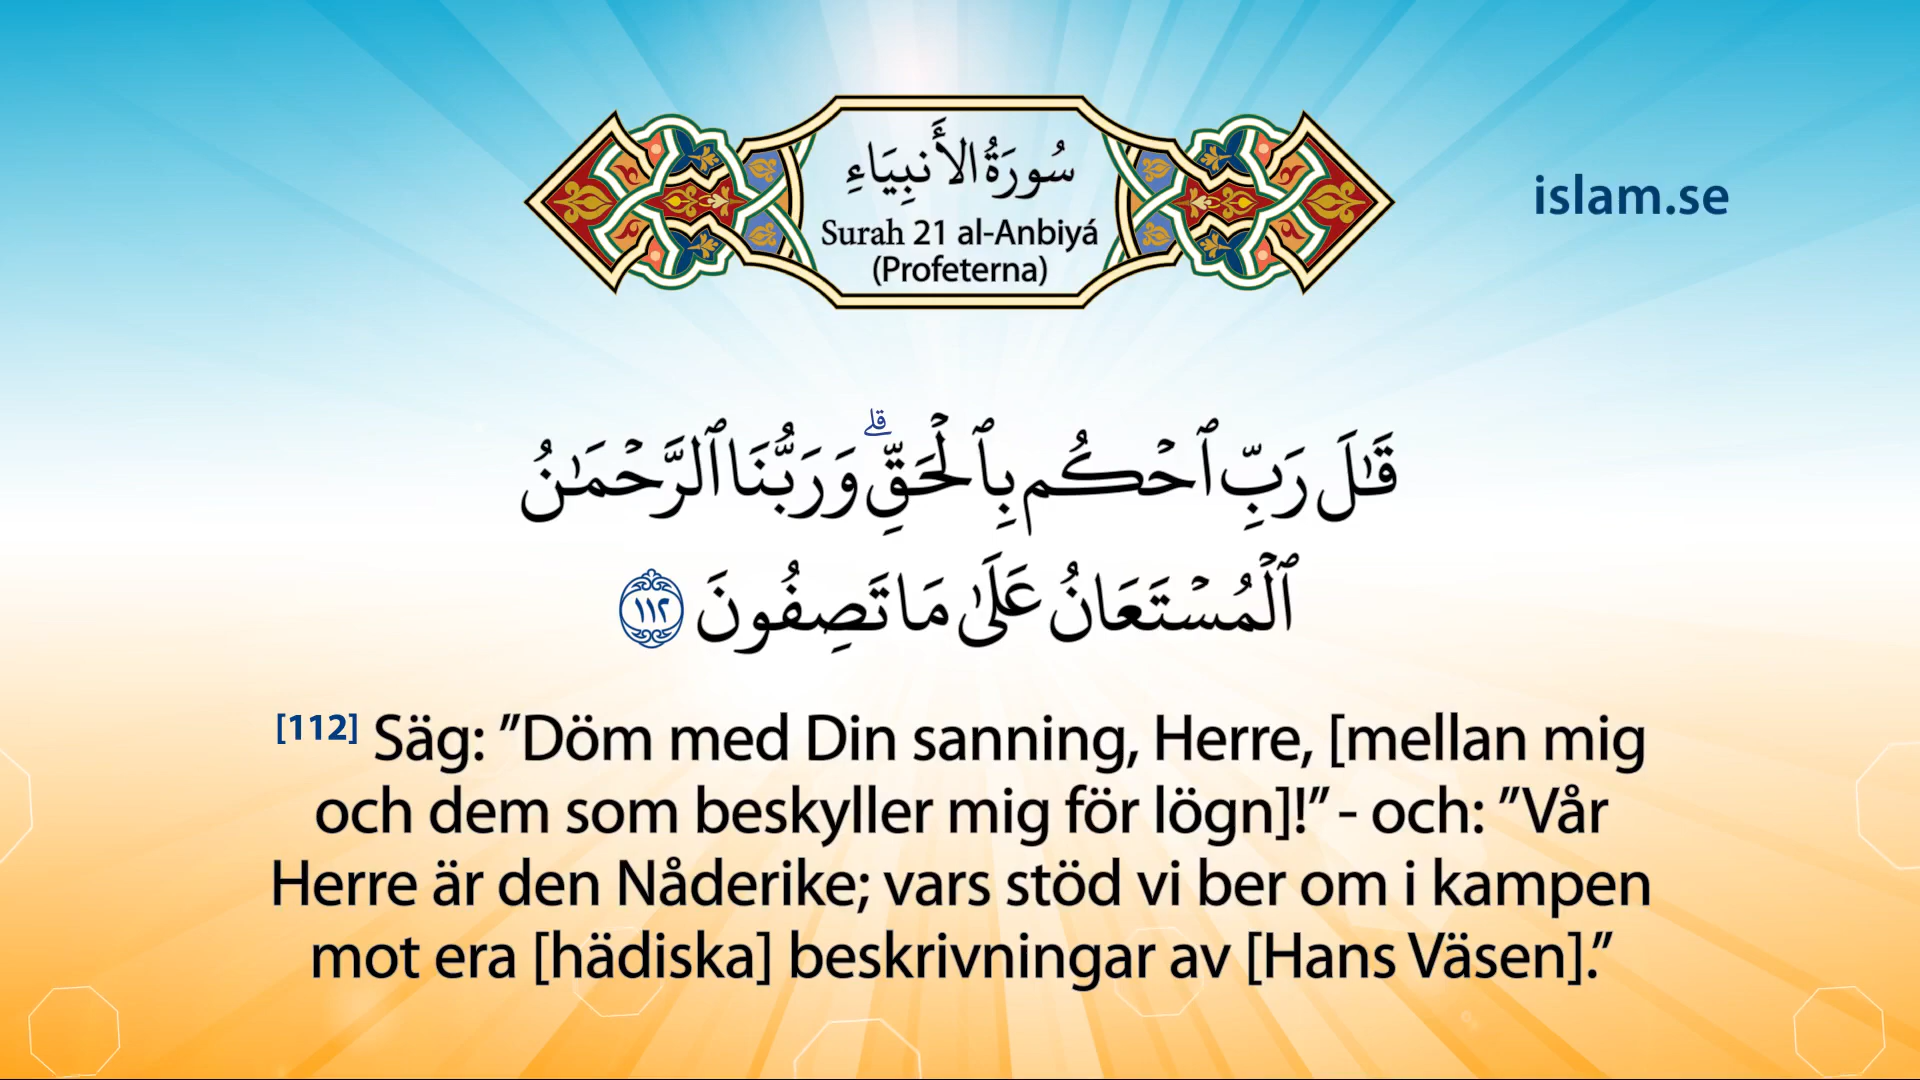 سُورَةُ الأَنبِيَاءِ
Surah 21 al-Anbiyá
(Profeterna)
islam.se
قَٰلَ رَبِّ ٱحۡكُم بِٱلۡحَقِّۗ وَرَبُّنَا ٱلرَّحۡمَٰنُ
ٱلۡمُسۡتَعَانُ عَلَىٰ مَا تَصِفُونَ ١١٢
[112] Säg: ”Döm med Din sanning, Herre, [mellan mig
och dem som beskyller mig för lögn]!” - och: ”Vår
Herre är den Nåderike; vars stöd vi ber om i kampen
mot era [hädiska] beskrivningar av [Hans Väsen].”